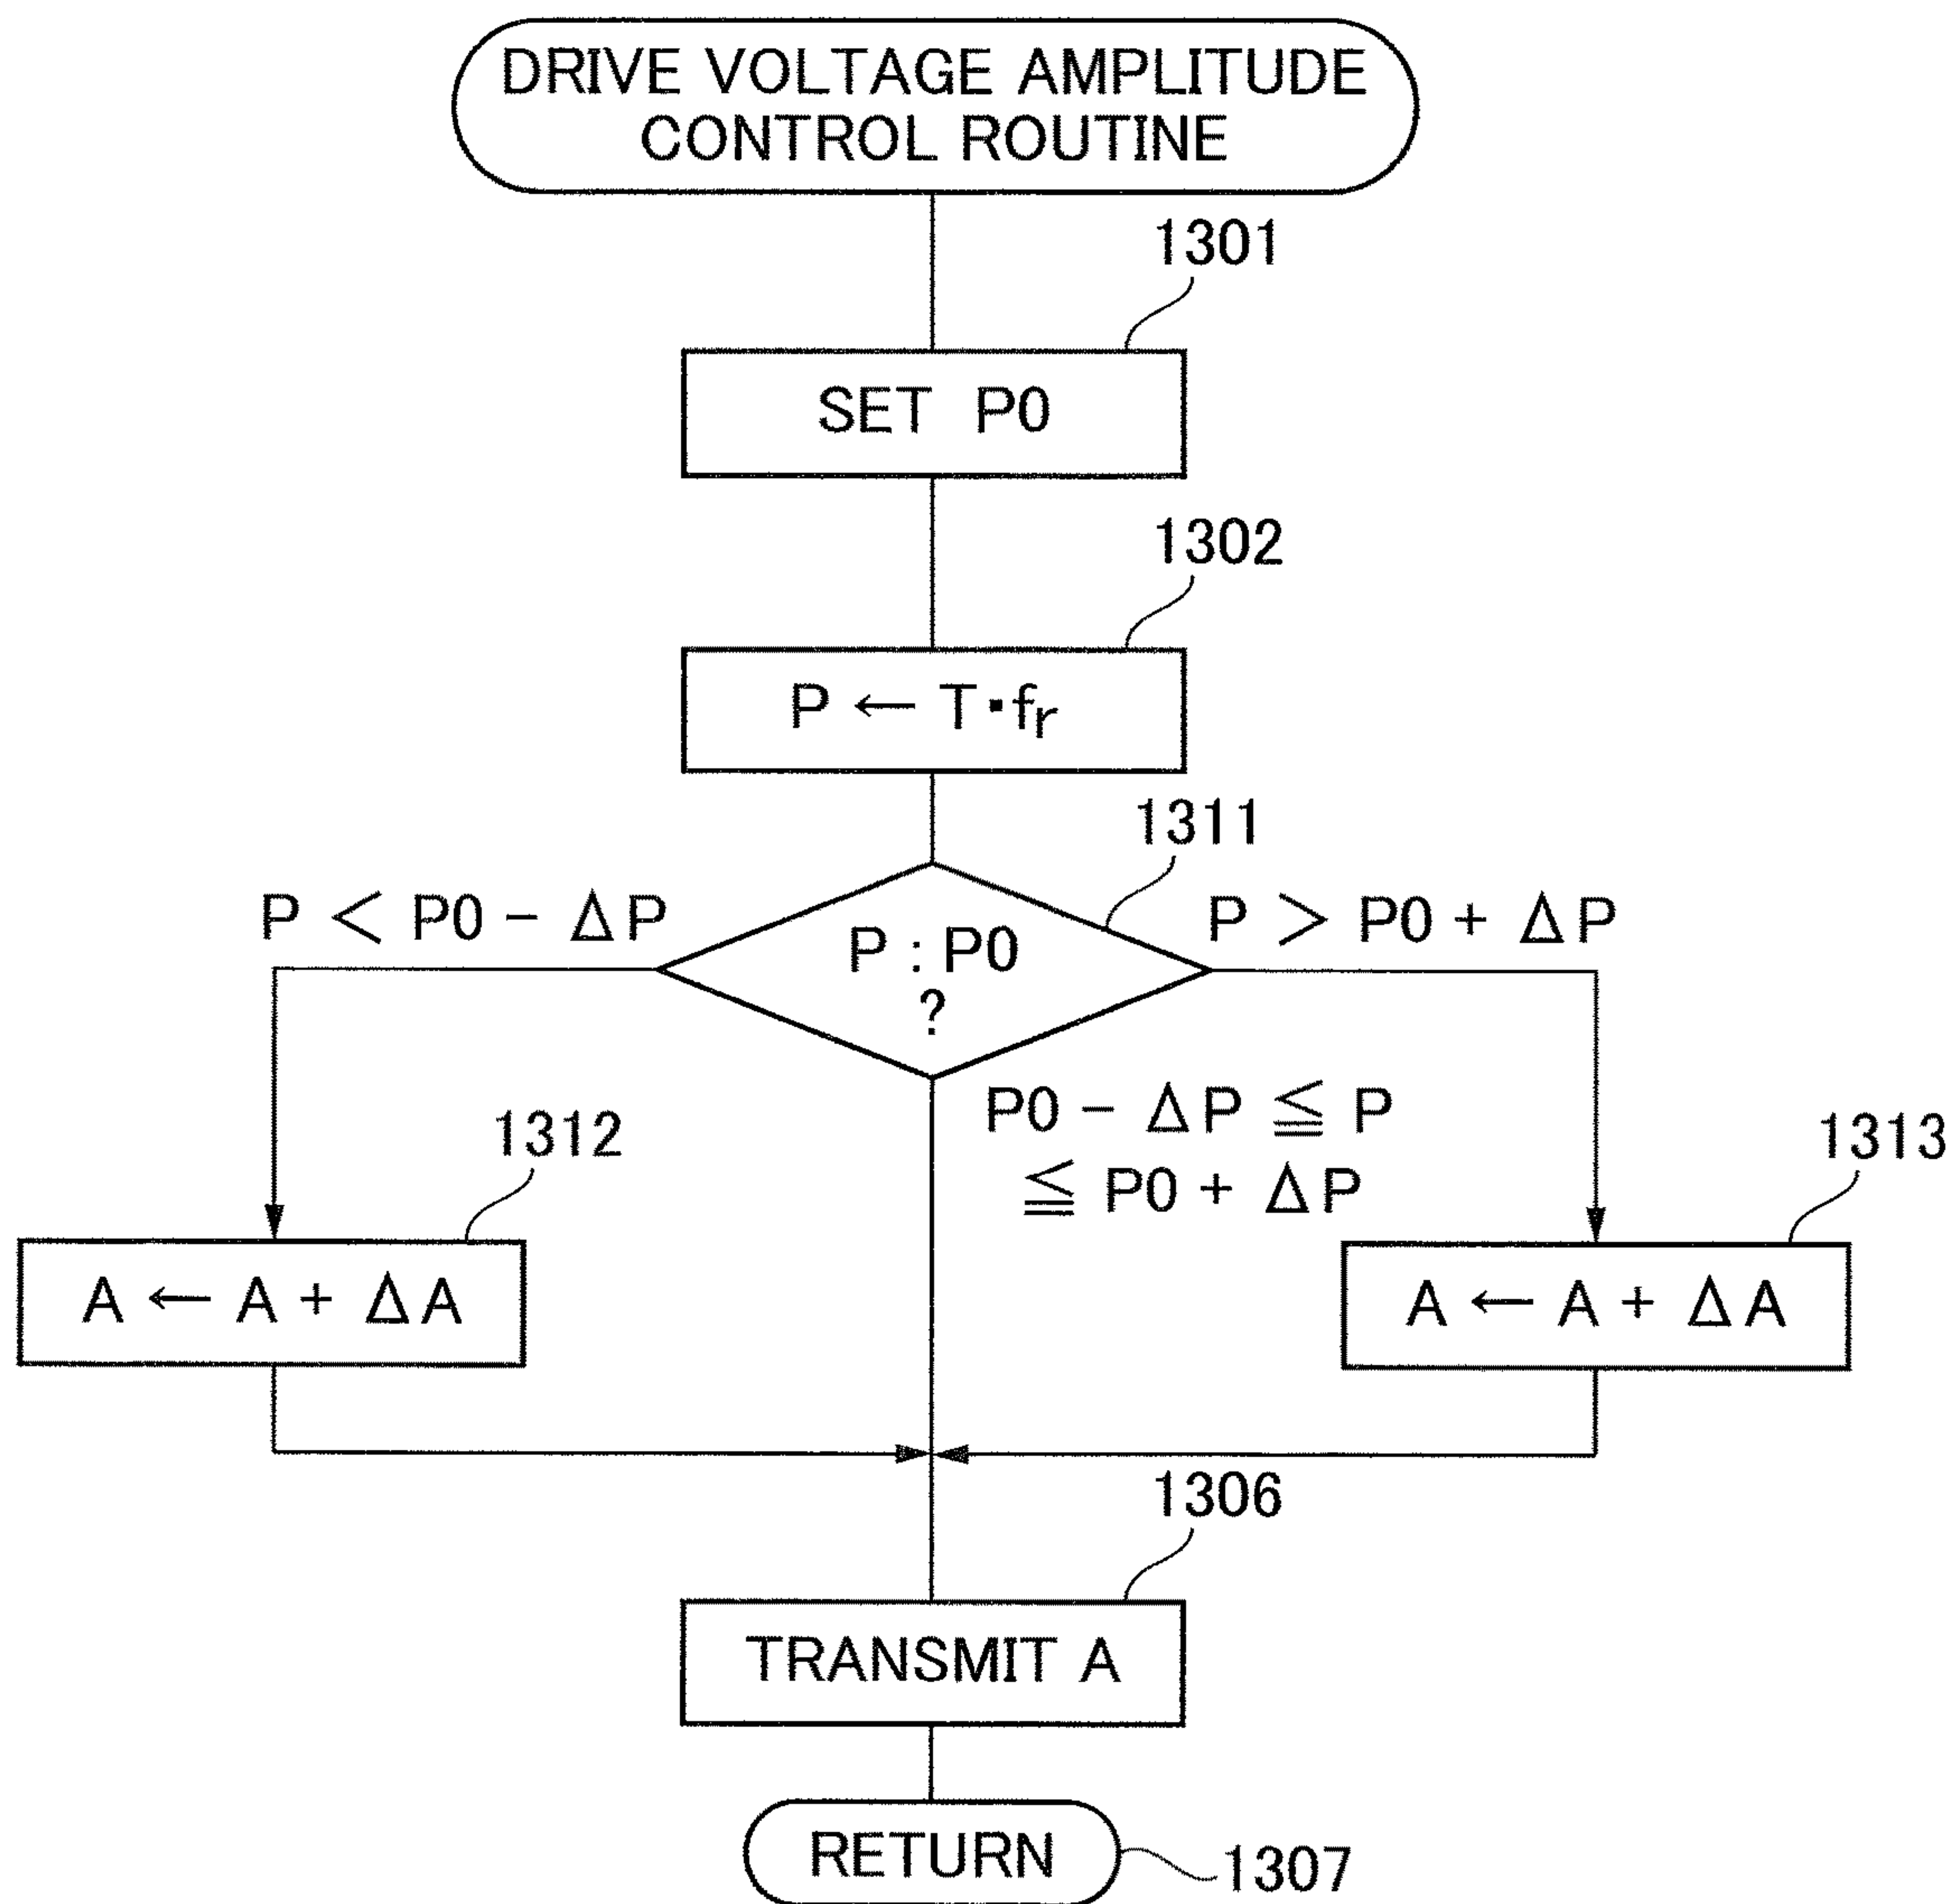 DRIVE VOLTAGE AMPLITUDE
CONTROL ROUTINE
1301
SET P0
1302
P ← T・fr
1311
P < P0 - ΔP
P > P0 + ΔP
P : P0
?
P0 - ΔP ≦ P
≦ P0 + ΔP
1312
1313
A ← A + ΔA
A ← A + ΔA
1306
TRANSMIT A
RETURN
1307